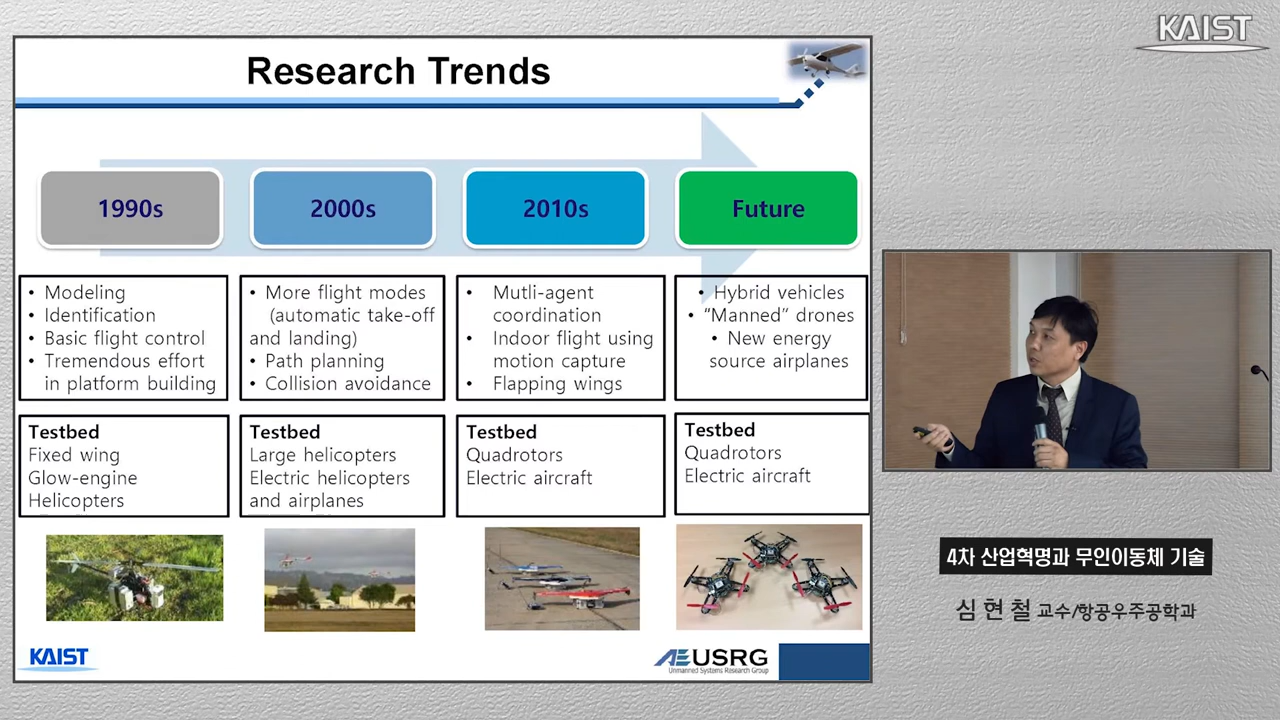 KAIST
Research Trends
1990s
2000s
2010s
Future
• Modeling
• Identification
• Basic flight control
• Tremendous effort
in platform building
• More flight modes
(automatic take-off
and landing)
• Path planning
• Collision avoidance
• Mutli-agent
coordination
• Indoor flight using
motion capture
• Flapping wings
• Hybrid vehicles
• “Manned” drones
• New energy
source airplanes
Testbed
Fixed wing
Glow-engine
Helicopters
Testbed
Large helicopters
Electric helicopters
and airplanes
Testbed
Quadrotors
Electric aircraft
Testbed
Quadrotors
Electric aircraft
KAIST
AE USRG
Unmanned Systems Research Group
4차 산업혁명과 무인이동체 기술
심 현 철 교수/항공우주공학과